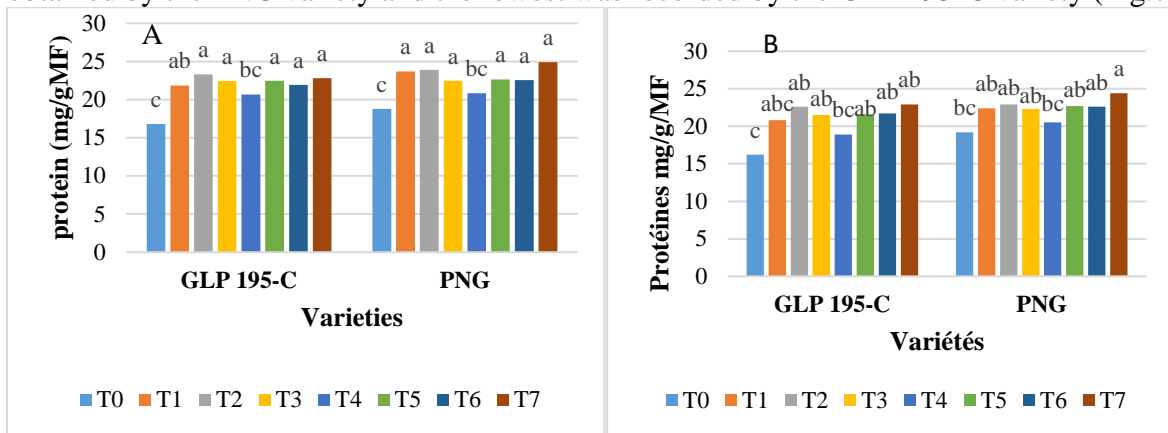 30
A
25
20
15
10
5
0
protein (mg/gMF)
c ab a a bc a a a
c a a a bc a a a
GLP 195-C PNG
Varieties
T0 T1 T2 T3 T4 T5 T6 T7
B
30
25
20
15
10
5
0
Protéines mg/g/MF
c abc ab ab bc ab ab ab
bc ab ab ab bc ab ab a
GLP 195-C PNG
Variétés
T0 T1 T2 T3 T4 T5 T6 T7